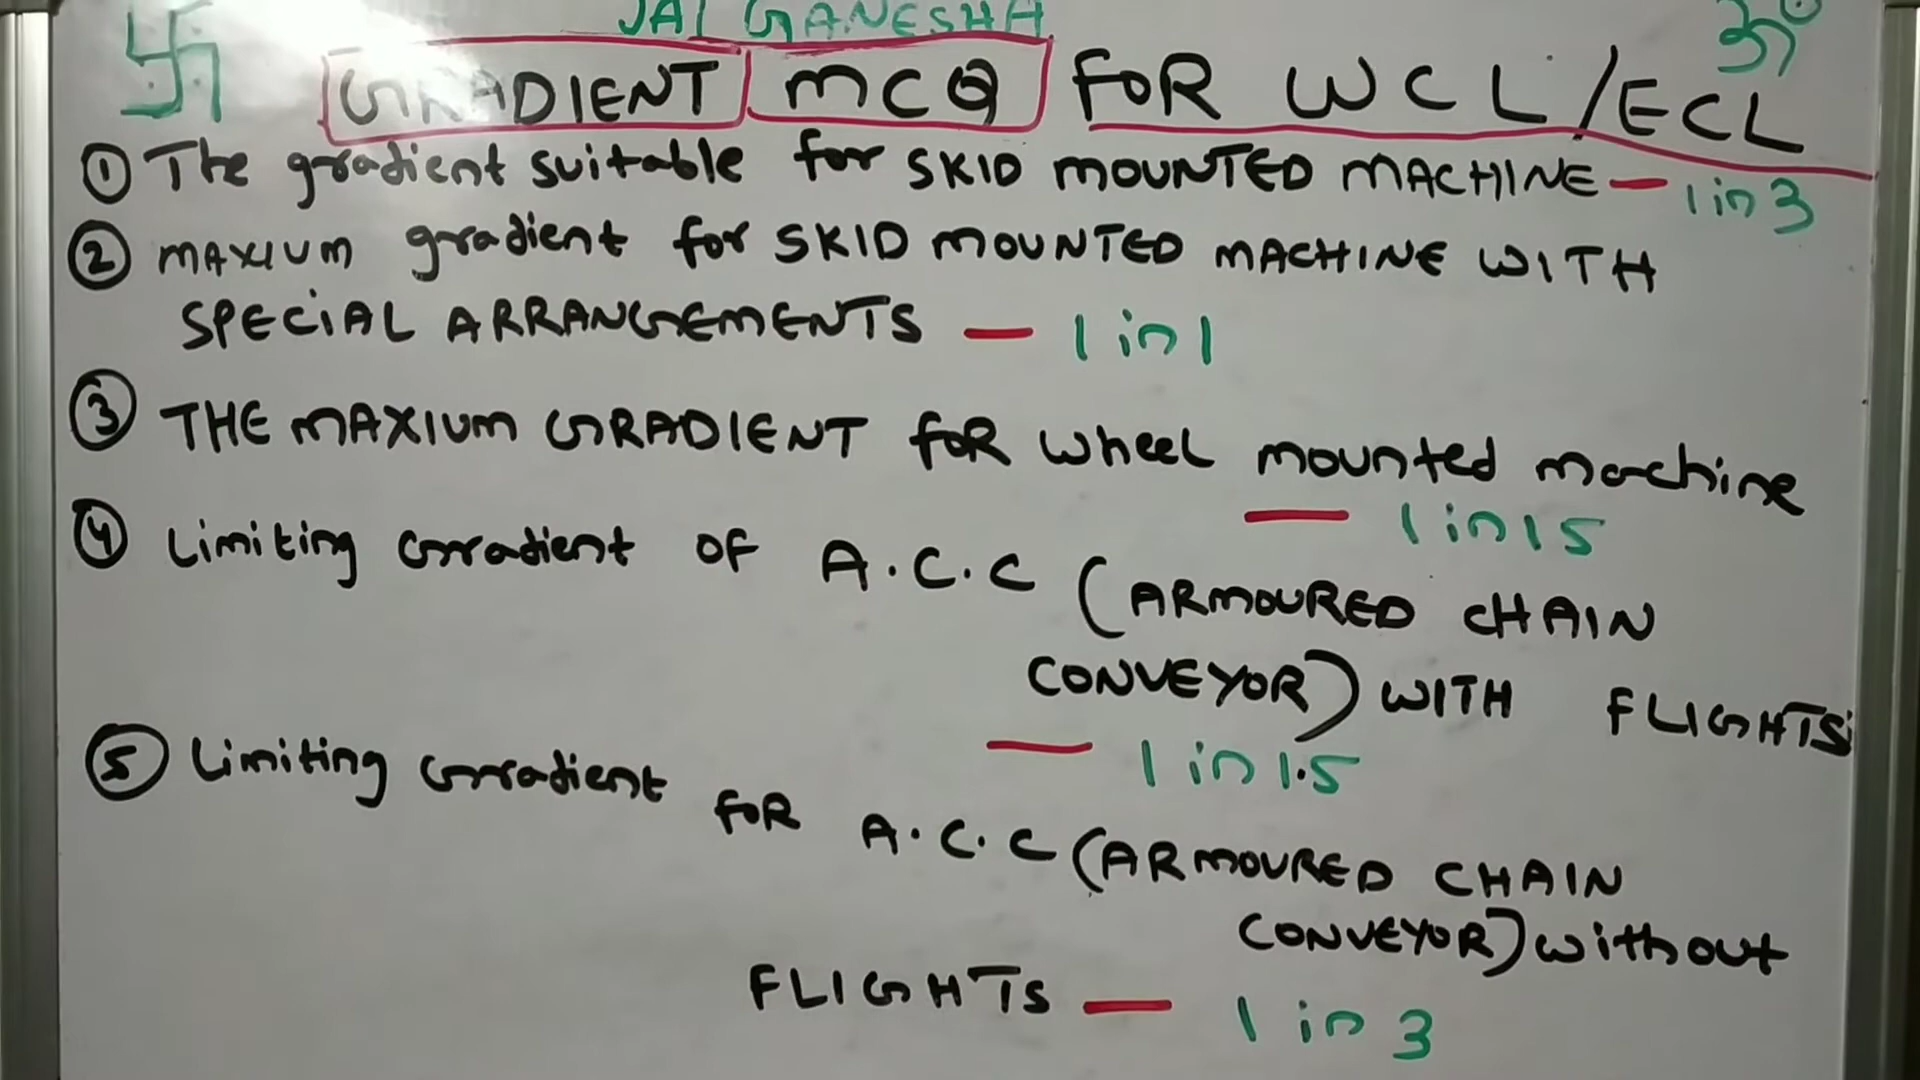 JAI GANESHA
ॐ
GRADIENT MCQ FOR WCL/ECL
① The gradient suitable for SKID MOUNTED MACHINE — 1 in 3
② MAXIUM gradient for SKID MOUNTED MACHINE WITH
SPECIAL ARRANGEMENTS — 1 in 1
③ THE MAXIUM GRADIENT FOR Wheel mounted machine
— 1 in 15
④ Limiting Gradient OF A.C.C (ARMOURED CHAIN
CONVEYOR) WITH FLIGHTS
— 1 in 1.5
⑤ Limiting Gradient FOR A.C.C (ARMOURED CHAIN
CONVEYOR) without
FLIGHTS — 1 in 3